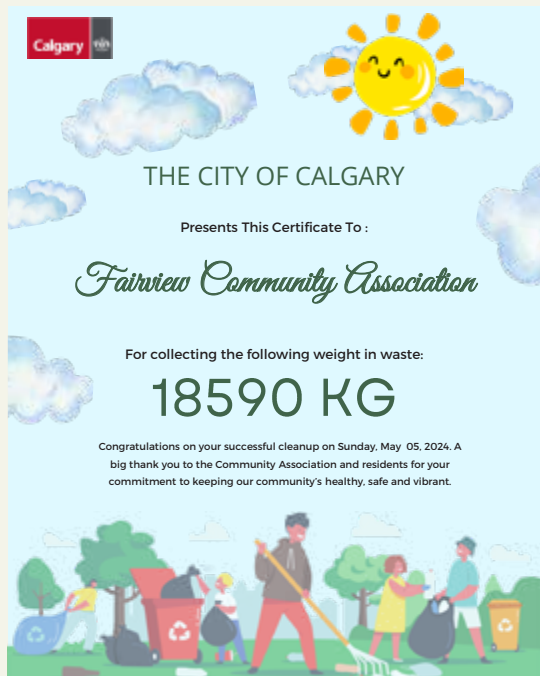 Calgary
THE CITY OF CALGARY
Presents This Certificate To :
Fairview Community Association
For collecting the following weight in waste:
18590 KG
Congratulations on your successful cleanup on Sunday, May 05, 2024. A
big thank you to the Community Association and residents for your
commitment to keeping our community's healthy, safe and vibrant.